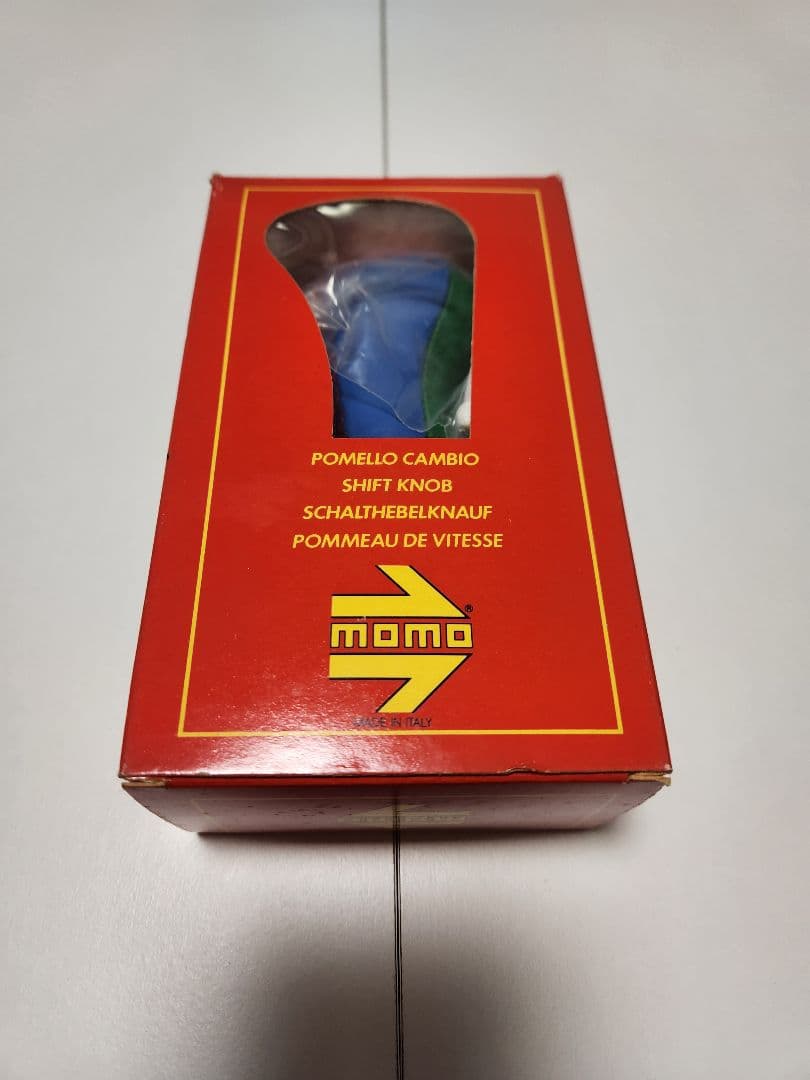 POMELLO CAMBIO
SHIFT KNOB
SCHALTHEBELKNAUF
POMMEAU DE VITESSE
momo®
MADE IN ITALY